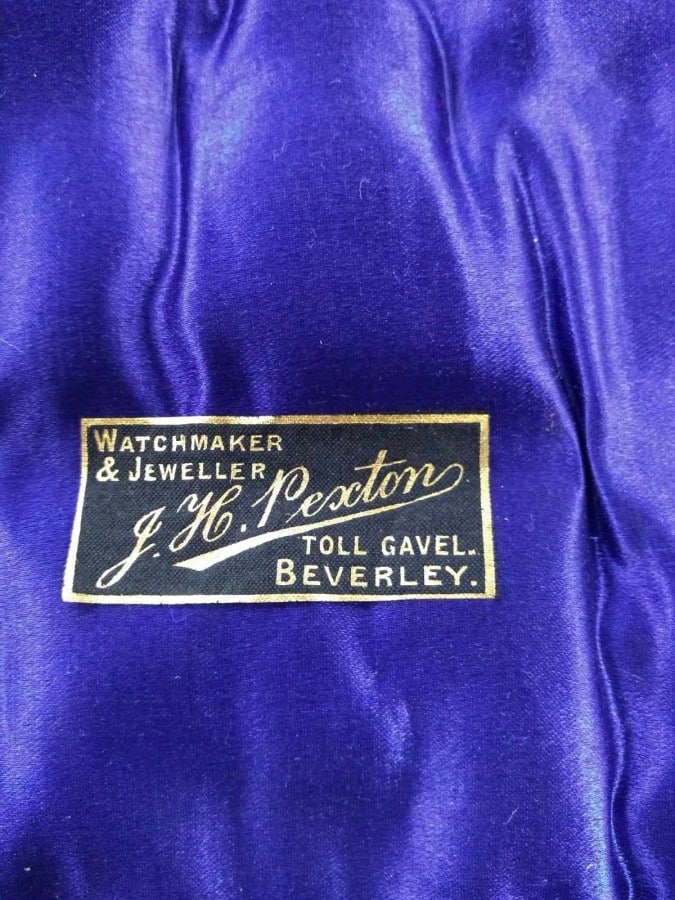 WATCHMAKER
& JEWELLER
J. H. Pexton
TOLL GAVEL.
BEVERLEY.